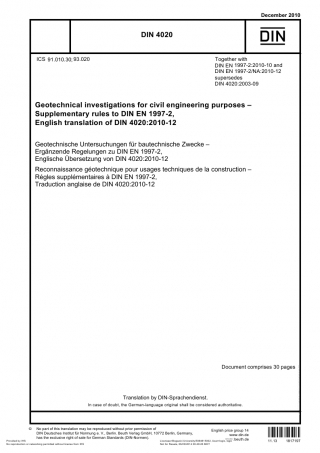 December 2010
DIN 4020
DIN
ICS 91.010.30; 93.020
Together with
DIN EN 1997-2:2010-10 and
DIN EN 1997-2/NA:2010-12
supersedes
DIN 4020:2003-09
Geotechnical investigations for civil engineering purposes –
Supplementary rules to DIN EN 1997-2,
English translation of DIN 4020:2010-12
Geotechnische Untersuchungen für bautechnische Zwecke –
Ergänzende Regelungen zu DIN EN 1997-2,
Englische Übersetzung von DIN 4020:2010-12
Reconnaissance géotechnique pour usages techniques de la construction –
Règles supplémentaires à DIN EN 1997-2,
Traduction anglaise de DIN 4020:2010-12
Document comprises 30 pages
Translation by DIN-Sprachendienst.
In case of doubt, the German-language original shall be considered authoritative.
© No part of this translation may be reproduced without prior permission of
DIN Deutsches Institut für Normung e. V., Berlin. Beuth Verlag GmbH, 10772 Berlin, Germany,
has the exclusive right of sale for German Standards (DIN-Normen).
English price group 14
www.din.de
www.beuth.de
11.13